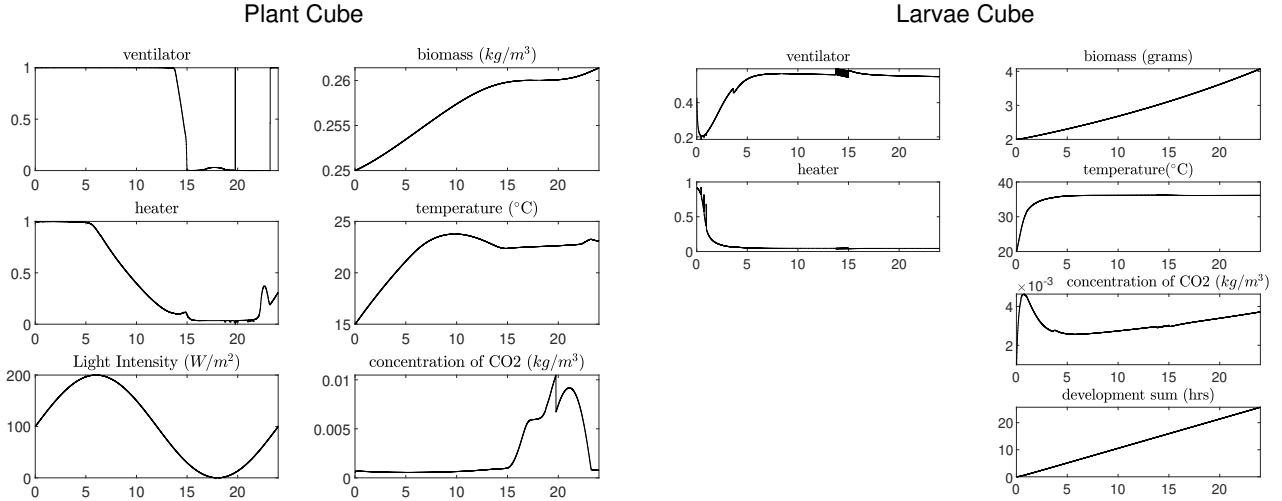 Plant Cube
Larvae Cube
ventilator
1
0.5
0
0 5 10 15 20
biomass (kg/m³)
0.26
0.255
0.25
0 5 10 15 20
heater
1
0.5
0
0 5 10 15 20
temperature (°C)
25
20
15
0 5 10 15 20
Light Intensity (W/m²)
200
100
0
0 5 10 15 20
concentration of CO2 (kg/m³)
0.01
0.005
0
0 5 10 15 20
ventilator
0.4
0.2
0 5 10 15 20
biomass (grams)
4
3
2
0 5 10 15 20
heater
1
0.5
0
0 5 10 15 20
temperature(°C)
40
30
20
0 5 10 15 20
×10⁻³ concentration of CO2 (kg/m³)
4
2
0 5 10 15 20
development sum (hrs)
20
10
0
0 5 10 15 20